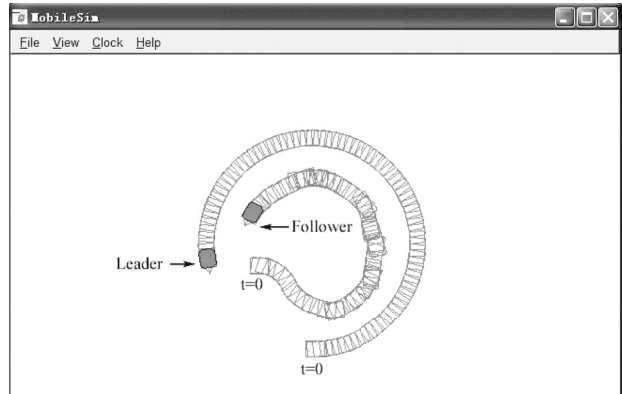 MobileSim
File View Clock Help
Follower
Leader
t=0
t=0